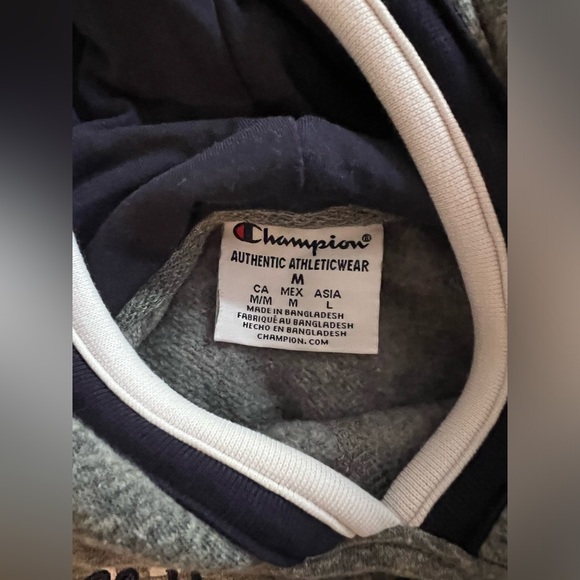 Champion®
AUTHENTIC ATHLETICWEAR
M
CA MEX ASIA
M/M M L
MADE IN BANGLADESH
FABRIQUÉ AU BANGLADESH
HECHO EN BANGLADESH
CHAMPION.COM